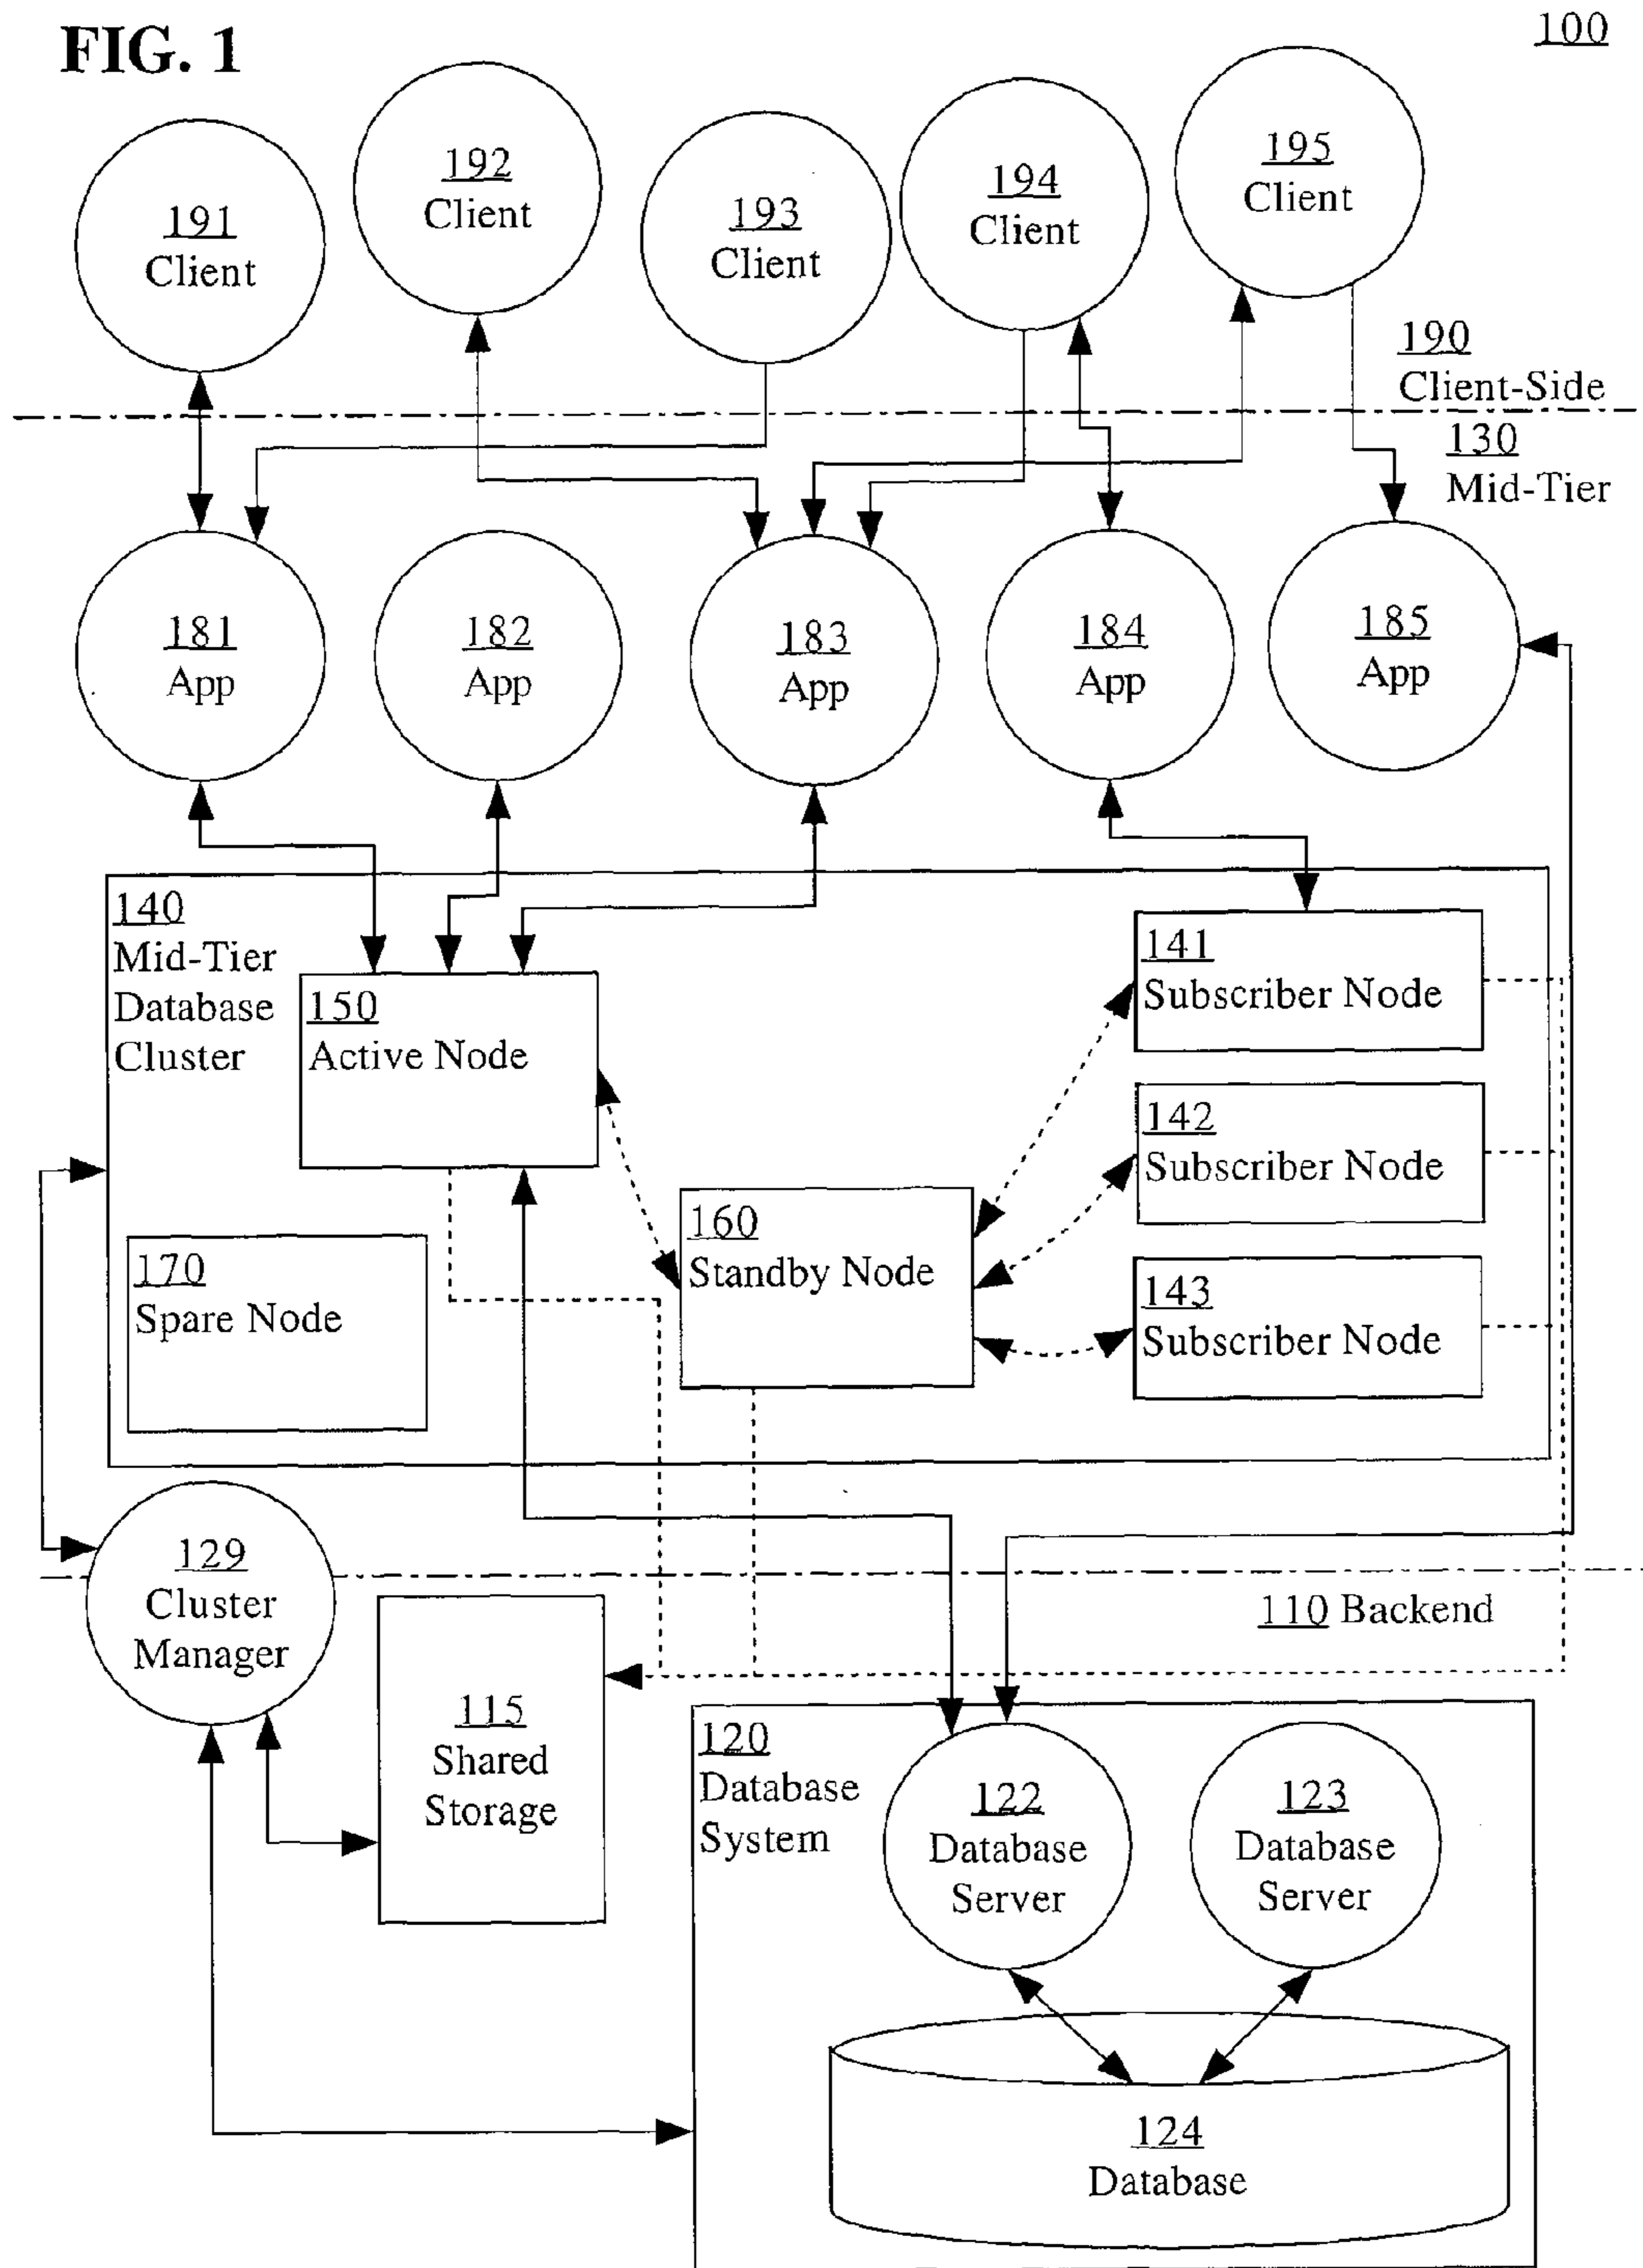 FIG. 1
100
191
Client
192
Client
193
Client
194
Client
195
Client
190
Client-Side
130
Mid-Tier
181
App
182
App
183
App
184
App
185
App
140
Mid-Tier
Database
Cluster
150
Active Node
141
Subscriber Node
142
Subscriber Node
160
Standby Node
143
Subscriber Node
170
Spare Node
129
Cluster
Manager
110 Backend
115
Shared
Storage
120
Database
System
122
Database
Server
123
Database
Server
124
Database